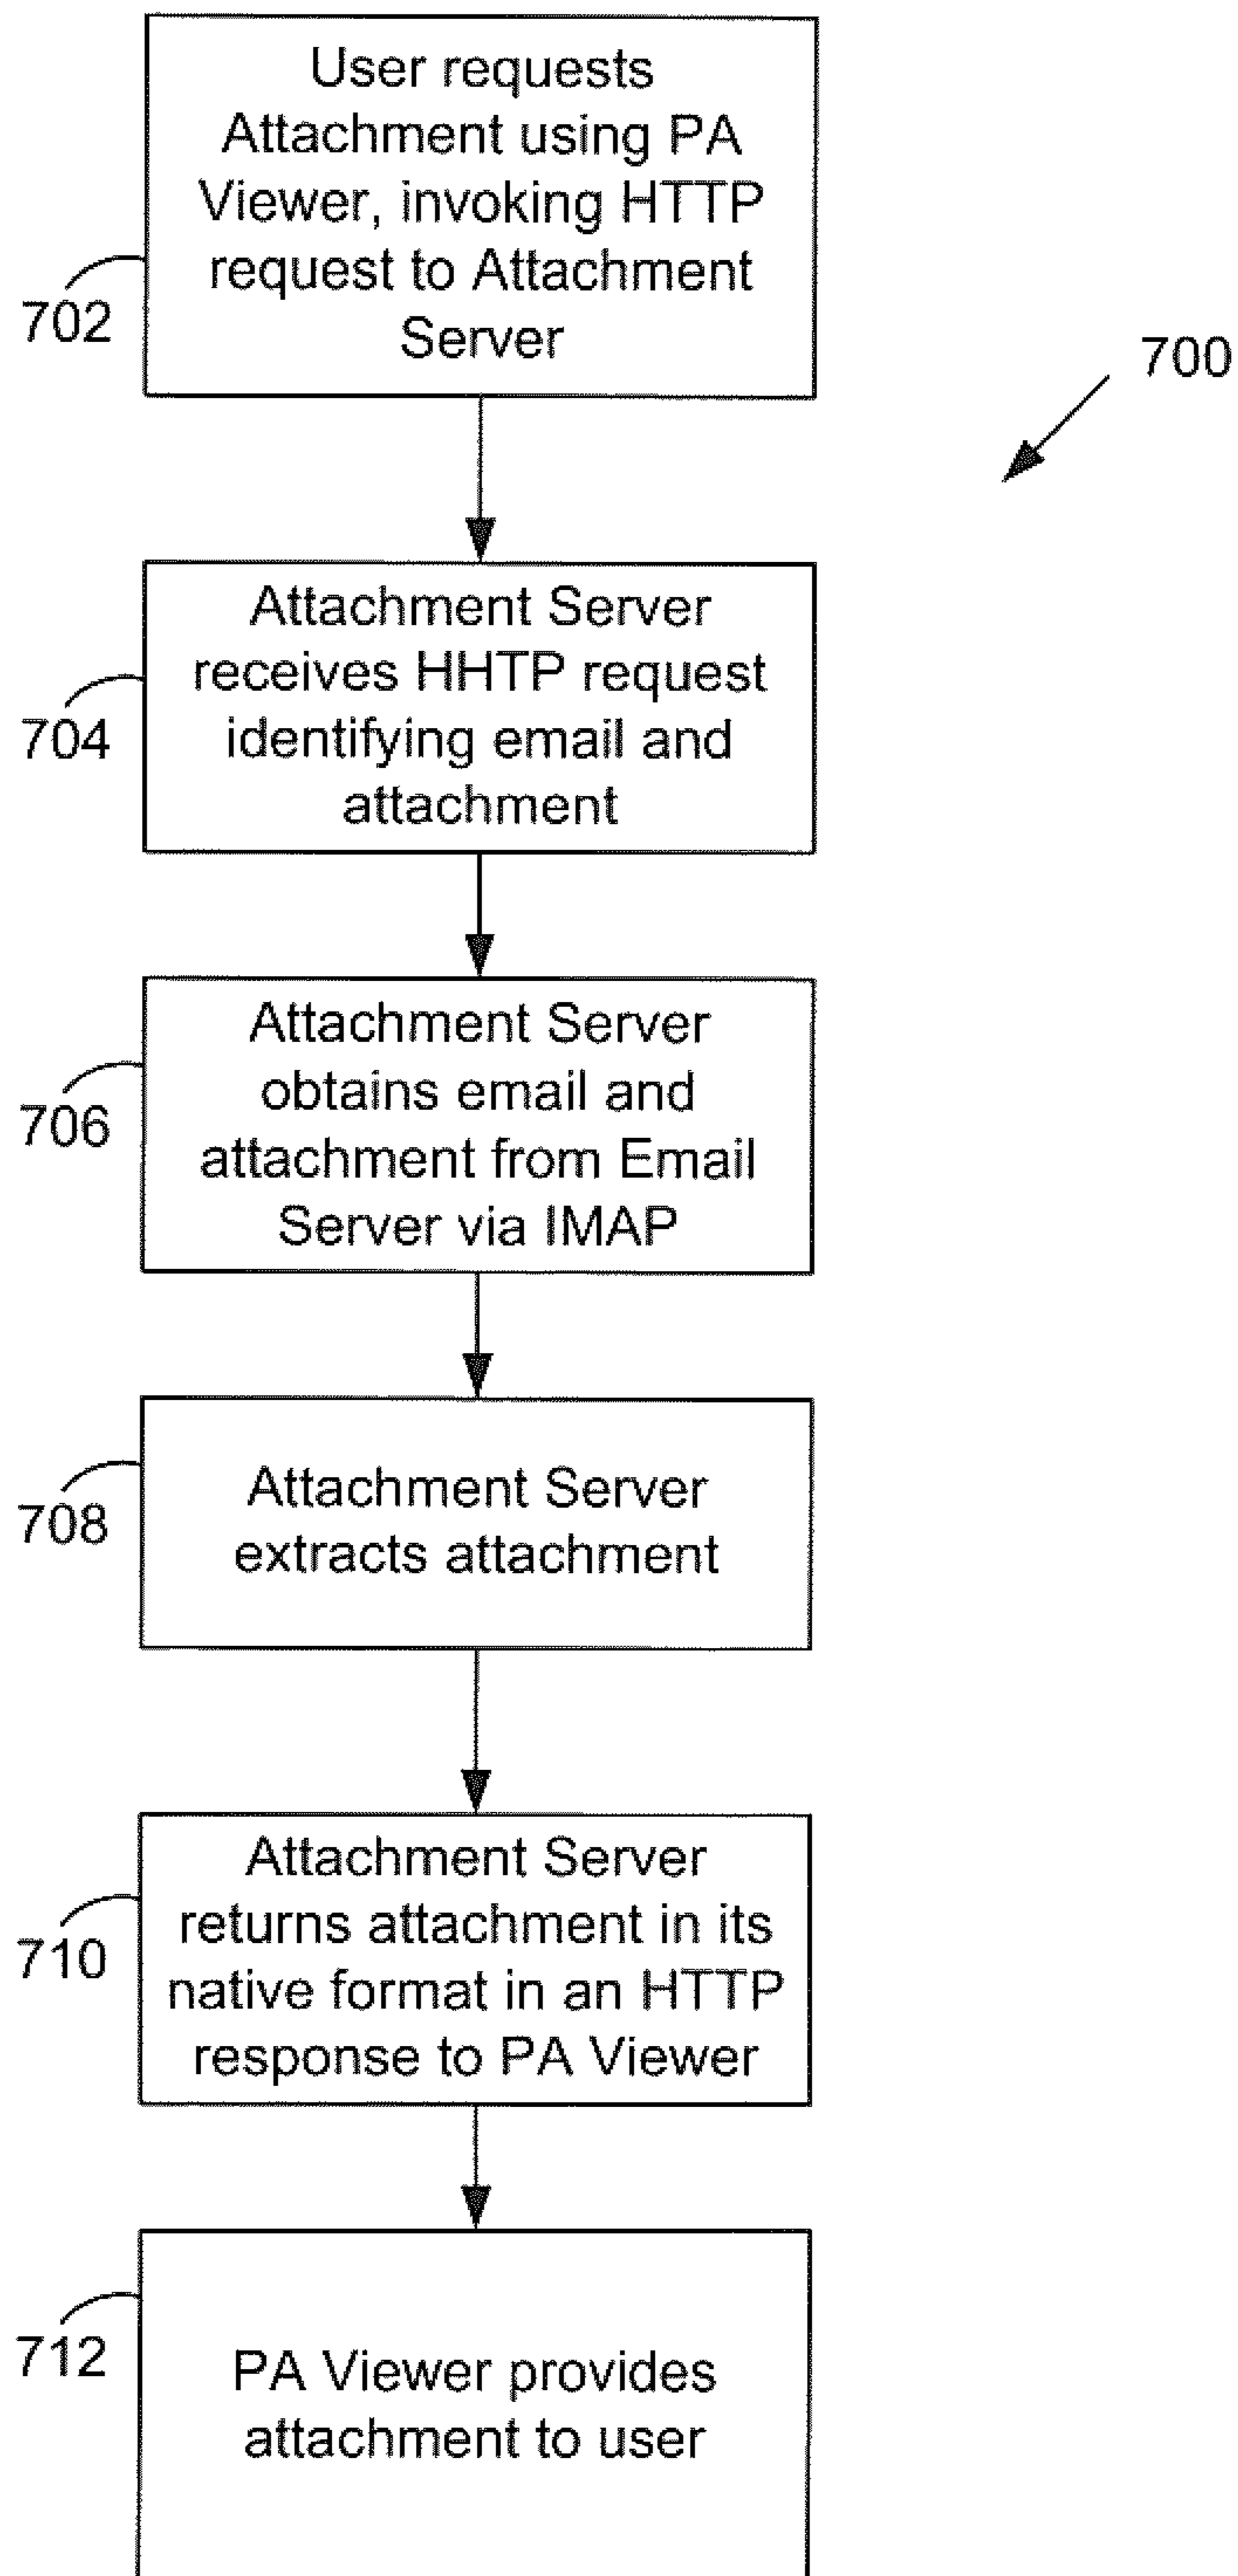 User requests
Attachment using PA
Viewer, invoking HTTP
request to Attachment
Server
702
700
Attachment Server
receives HHTP request
identifying email and
attachment
704
Attachment Server
obtains email and
attachment from Email
Server via IMAP
706
Attachment Server
extracts attachment
708
Attachment Server
returns attachment in its
native format in an HTTP
response to PA Viewer
710
PA Viewer provides
attachment to user
712